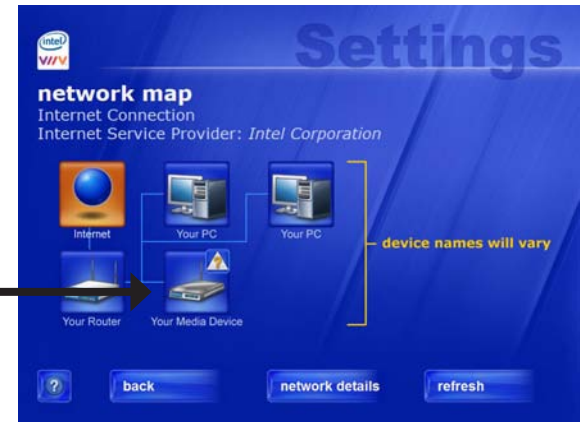 intel
VIIV
Settings
network map
Internet Connection
Internet Service Provider: Intel Corporation
Internet
Your PC
Your PC
device names will vary
?
Your Router
Your Media Device
?
back
network details
refresh